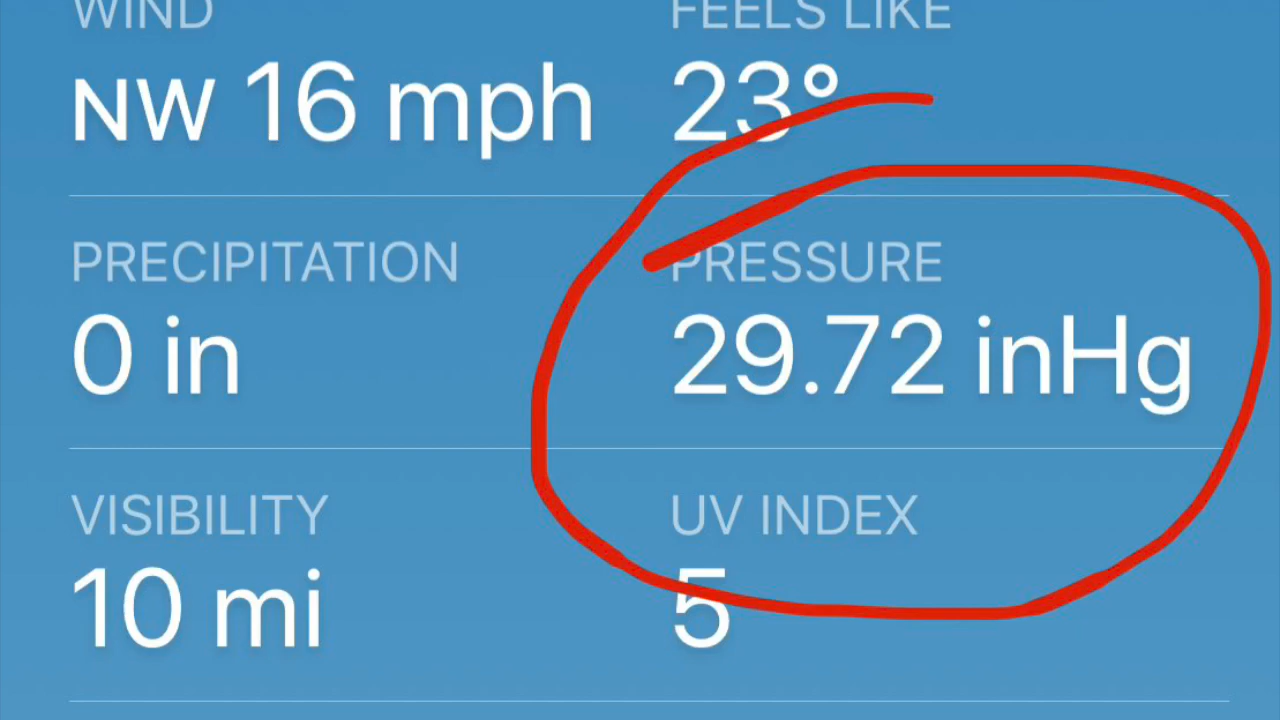 WIND FEELS LIKE
NW 16 mph 23°
PRECIPITATION PRESSURE
0 in 29.72 inHg
VISIBILITY UV INDEX
10 mi 5